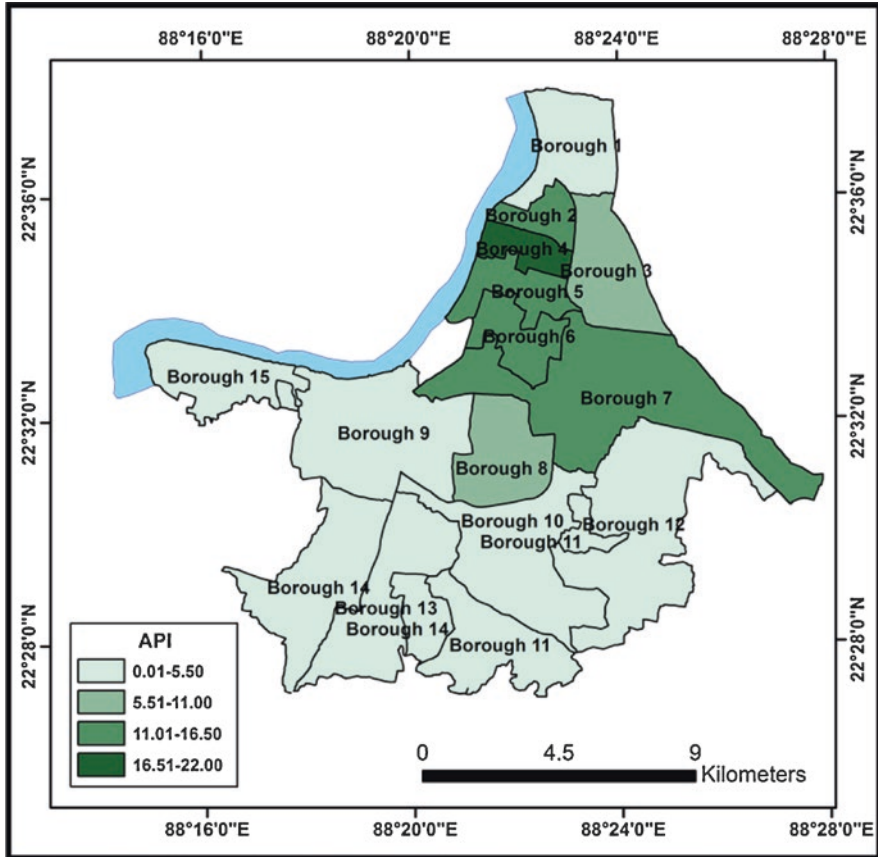 88°16'0"E 88°20'0"E 88°24'0"E 88°28'0"E
22°36'0"N 22°36'0"N
22°32'0"N 22°32'0"N
22°28'0"N 22°28'0"N
Borough 1
Borough 2
Borough 4
Borough 3
Borough 5
Borough 6
Borough 15
Borough 7
Borough 9
Borough 8
Borough 10
Borough 12
Borough 11
Borough 14
Borough 13
Borough 14
Borough 11
API
0.01-5.50
5.51-11.00
11.01-16.50
16.51-22.00
0 4.5 9
Kilometers
88°16'0"E 88°20'0"E 88°24'0"E 88°28'0"E